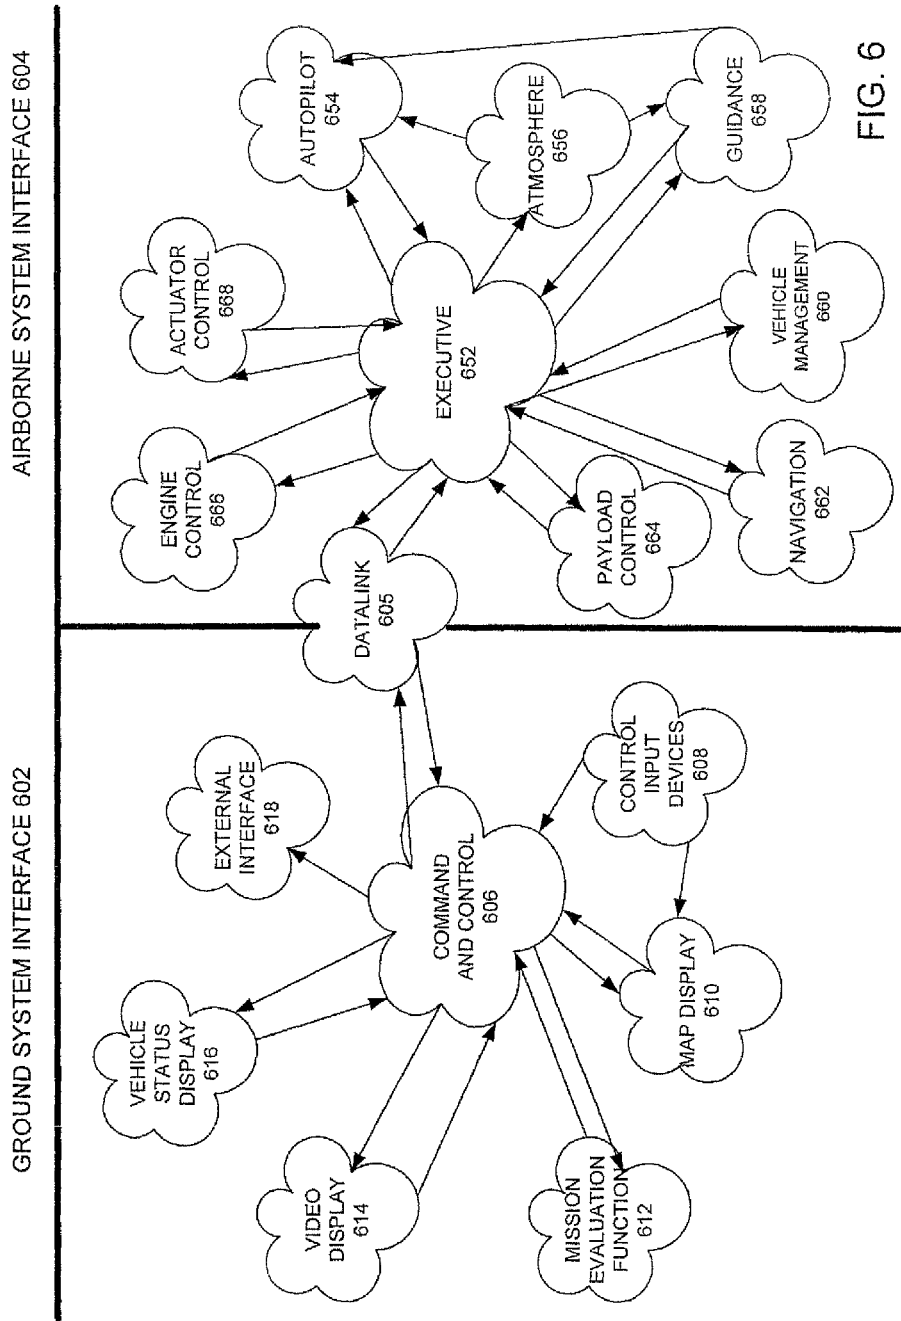 GROUND SYSTEM INTERFACE 602
AIRBORNE SYSTEM INTERFACE 604
VEHICLE
STATUS
DISPLAY
616
EXTERNAL
INTERFACE
618
VIDEO
DISPLAY
614
COMMAND
AND CONTROL
606
MISSION
EVALUATION
FUNCTION
612
MAP DISPLAY
610
CONTROL
INPUT
DEVICES
608
DATALINK
605
ENGINE
CONTROL
666
ACTUATOR
CONTROL
668
AUTOPILOT
654
EXECUTIVE
652
ATMOSPHERE
656
PAYLOAD
CONTROL
664
NAVIGATION
662
VEHICLE
MANAGEMENT
660
GUIDANCE
658
FIG. 6